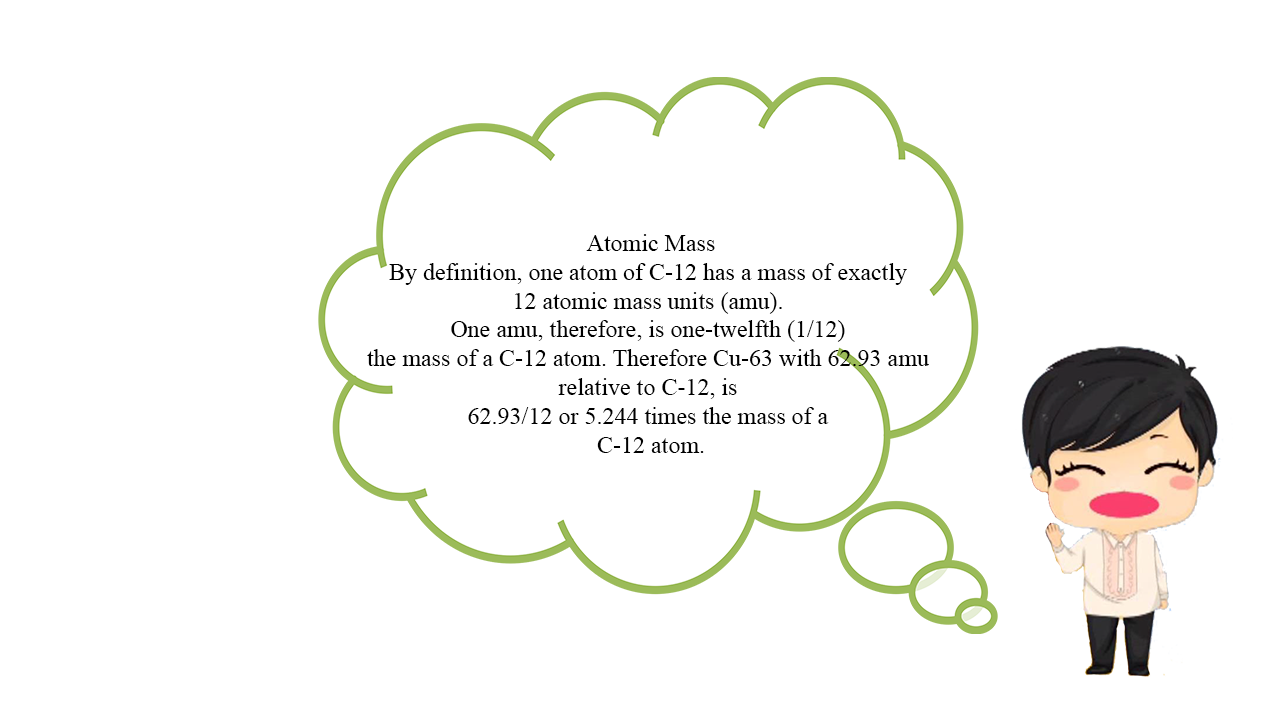 Atomic Mass
By definition, one atom of C-12 has a mass of exactly
12 atomic mass units (amu).
One amu, therefore, is one-twelfth (1/12)
the mass of a C-12 atom. Therefore Cu-63 with 62.93 amu
relative to C-12, is
62.93/12 or 5.244 times the mass of a
C-12 atom.